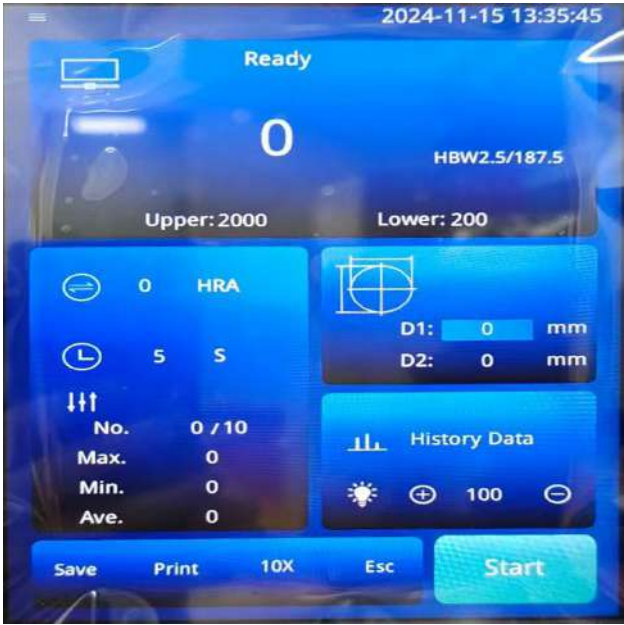 2024-11-15 13:35:45
Ready
0
HBW2.5/187.5
Upper: 2000 Lower: 200
0 HRA
5 S
No. 0 / 10
Max. 0
Min. 0
Ave. 0
D1: 0 mm
D2: 0 mm
History Data
100
Save Print 10X Esc
Start